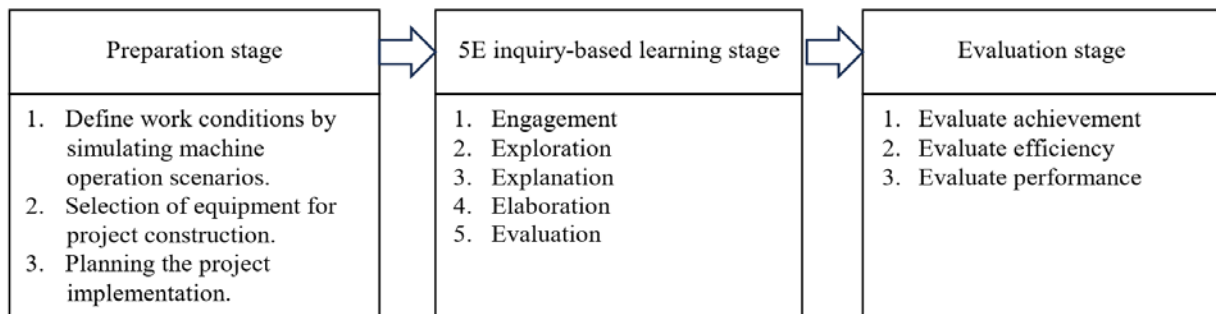 Preparation stage
1. Define work conditions by
simulating machine
operation scenarios.
2. Selection of equipment for
project construction.
3. Planning the project
implementation.
5E inquiry-based learning stage
1. Engagement
2. Exploration
3. Explanation
4. Elaboration
5. Evaluation
Evaluation stage
1. Evaluate achievement
2. Evaluate efficiency
3. Evaluate performance